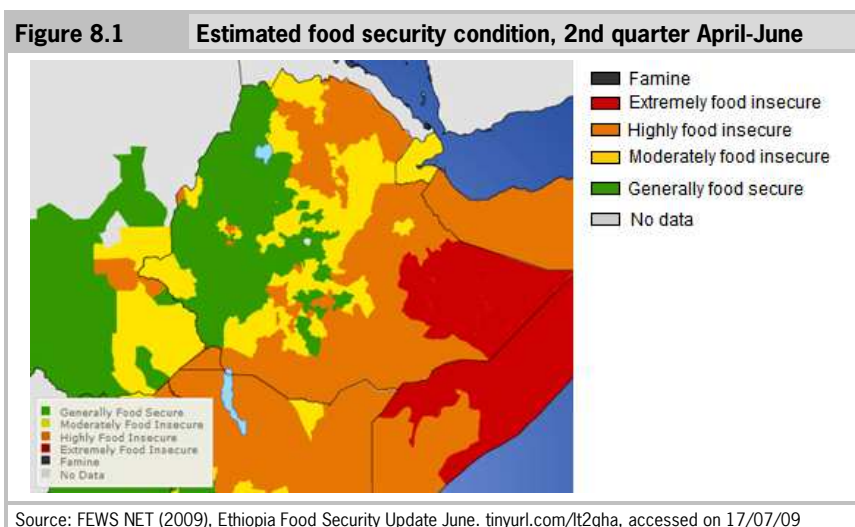 Figure 8.1 Estimated food security condition, 2nd quarter April-June
Famine
Extremely food insecure
Highly food insecure
Moderately food insecure
Generally food secure
No data
Generally Food Secure
Moderately Food Insecure
Highly Food Insecure
Extremely Food Insecure
Famine
No Data
Source: FEWS NET (2009), Ethiopia Food Security Update June. tinyurl.com/lt2qha, accessed on 17/07/09